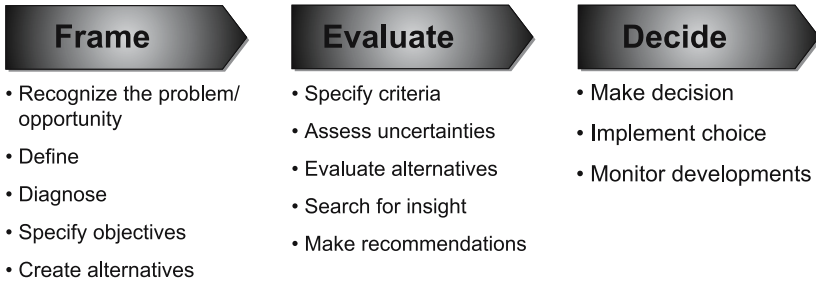 Frame
• Recognize the problem/
opportunity
• Define
• Diagnose
• Specify objectives
• Create alternatives
Evaluate
• Specify criteria
• Assess uncertainties
• Evaluate alternatives
• Search for insight
• Make recommendations
Decide
• Make decision
• Implement choice
• Monitor developments